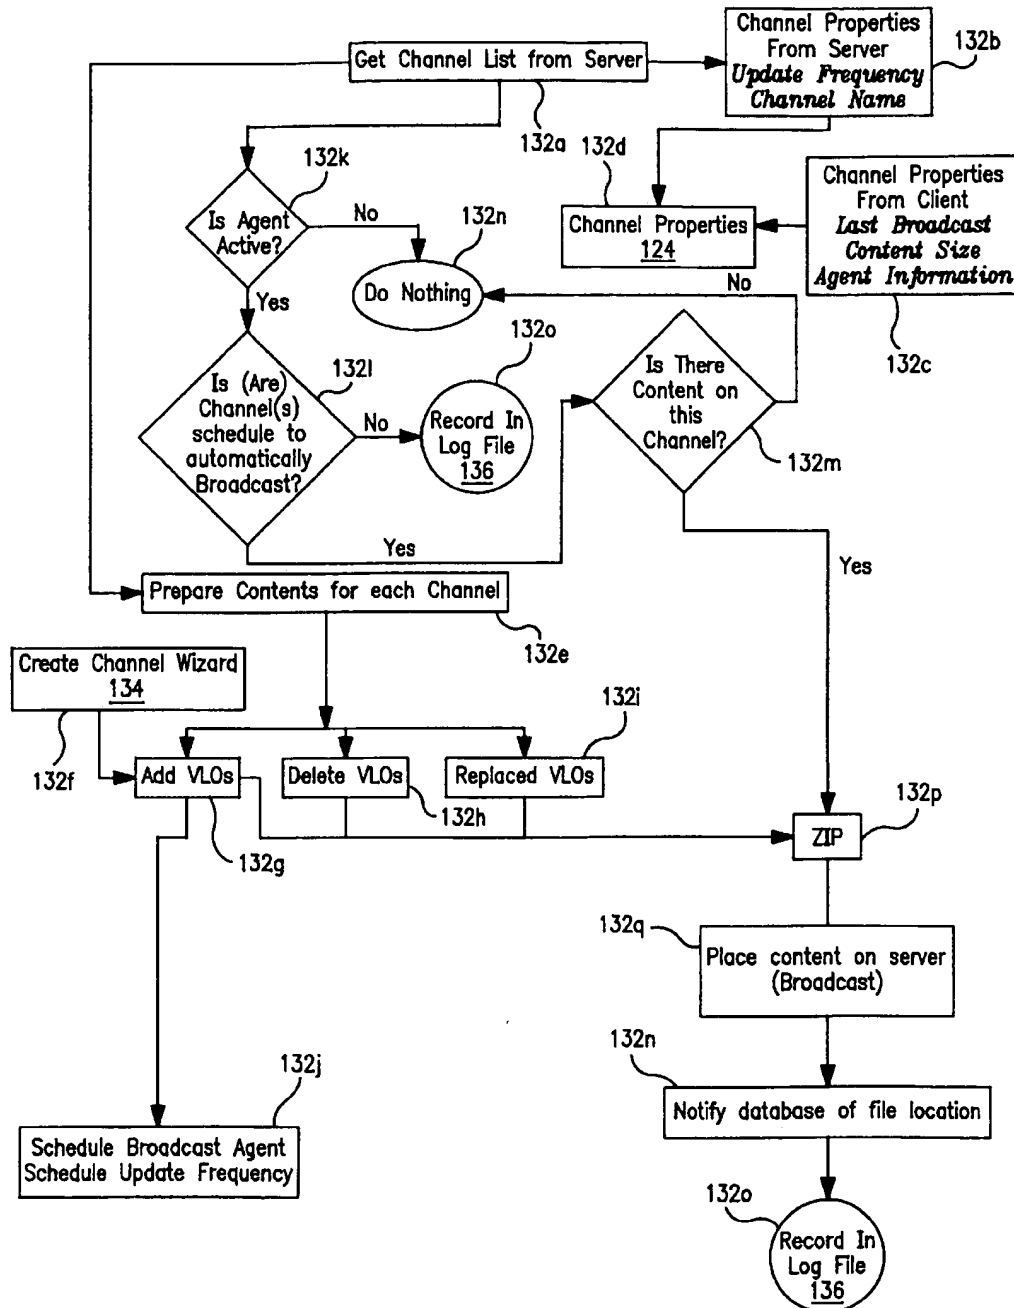 Channel Properties
From Server
Update Frequency
Channel Name
132b
Get Channel List from Server
132a
132d
132k
Is Agent
Active?
No
132n
Do Nothing
Yes
Channel Properties
124
Channel Properties
From Client
Last Broadcast
Content Size
Agent Information
No
132c
132o
132l
Is (Are)
Channel(s)
schedule to
automatically
Broadcast?
No
Record In
Log File
136
Is There
Content on
this
Channel?
132m
Yes
Yes
Prepare Contents for each Channel
132e
Create Channel Wizard
134
132f
132i
Add VLOs
Delete VLOs
Replaced VLOs
132h
132g
132p
ZIP
132q
Place content on server
(Broadcast)
132n
Notify database of file location
132j
Schedule Broadcast Agent
Schedule Update Frequency
132o
Record In
Log File
136